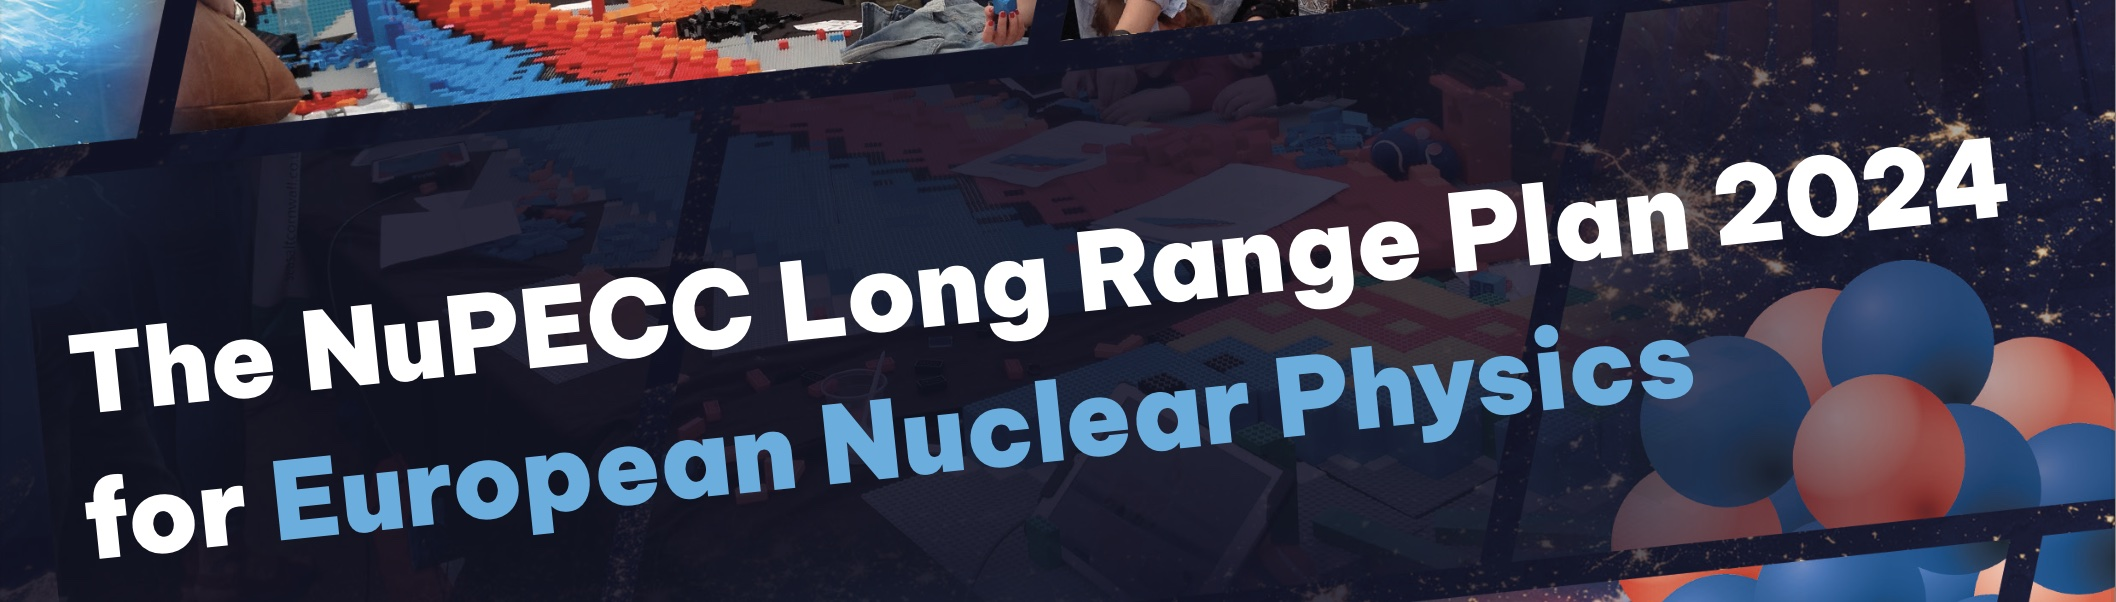 The NuPECC Long Range Plan 2024
for European Nuclear Physics